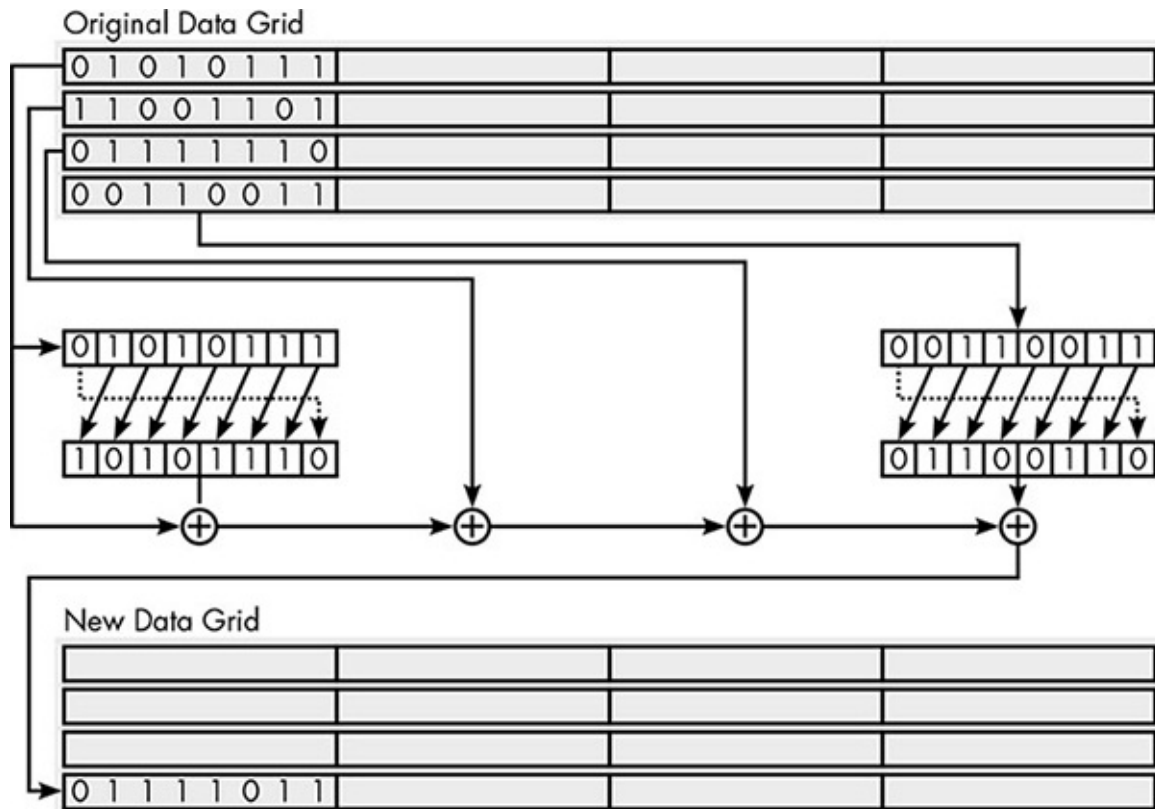 Original Data Grid
0 1 0 1 0 1 1 1
1 1 0 0 1 1 0 1
0 1 1 1 1 1 1 0
0 0 1 1 0 0 1 1
0 1 0 1 0 1 1 1 0 0 1 1 0 0 1 1
1 0 1 0 1 1 1 0 0 1 1 0 0 1 1 0
New Data Grid
0 1 1 1 1 0 1 1